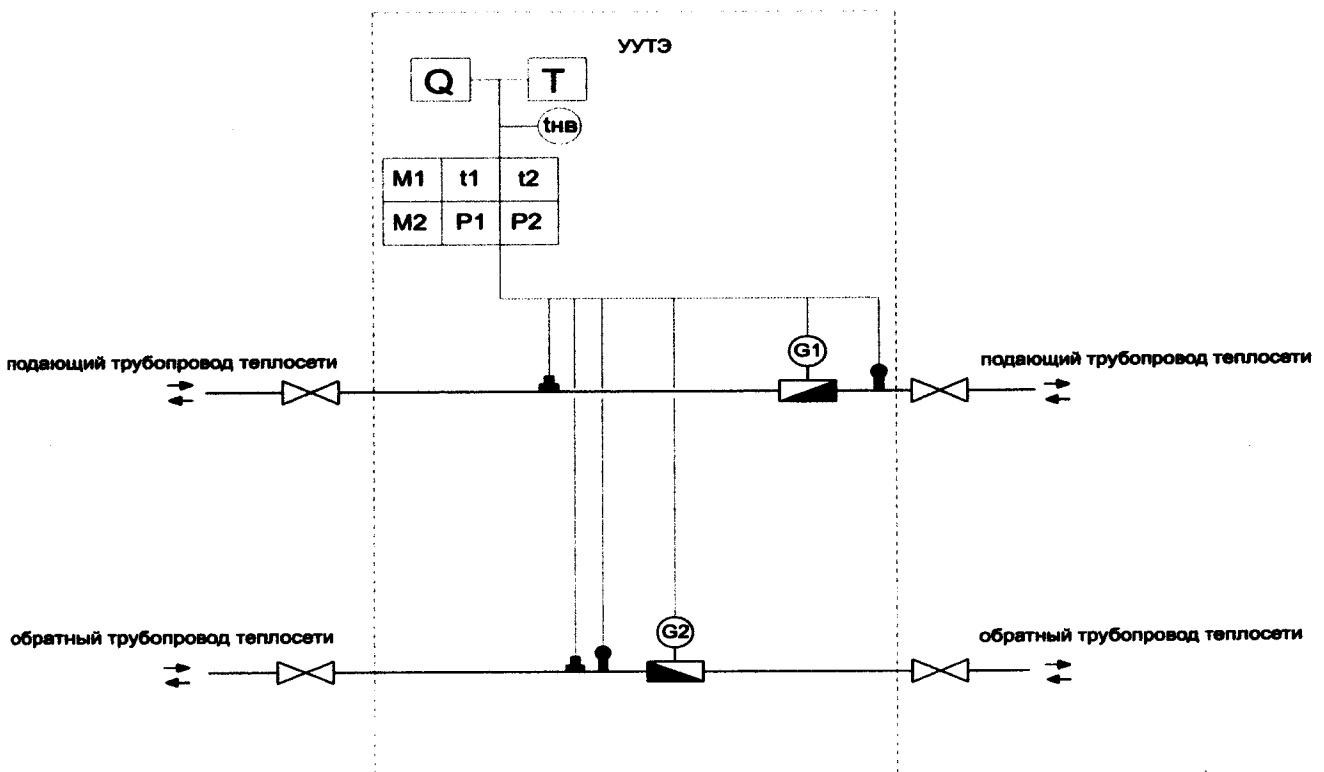 УУТЭ
Q T
tнв
M1 t1 t2
M2 P1 P2
G1
подающий трубопровод теплосети
подающий трубопровод теплосети
G2
обратный трубопровод теплосети
обратный трубопровод теплосети